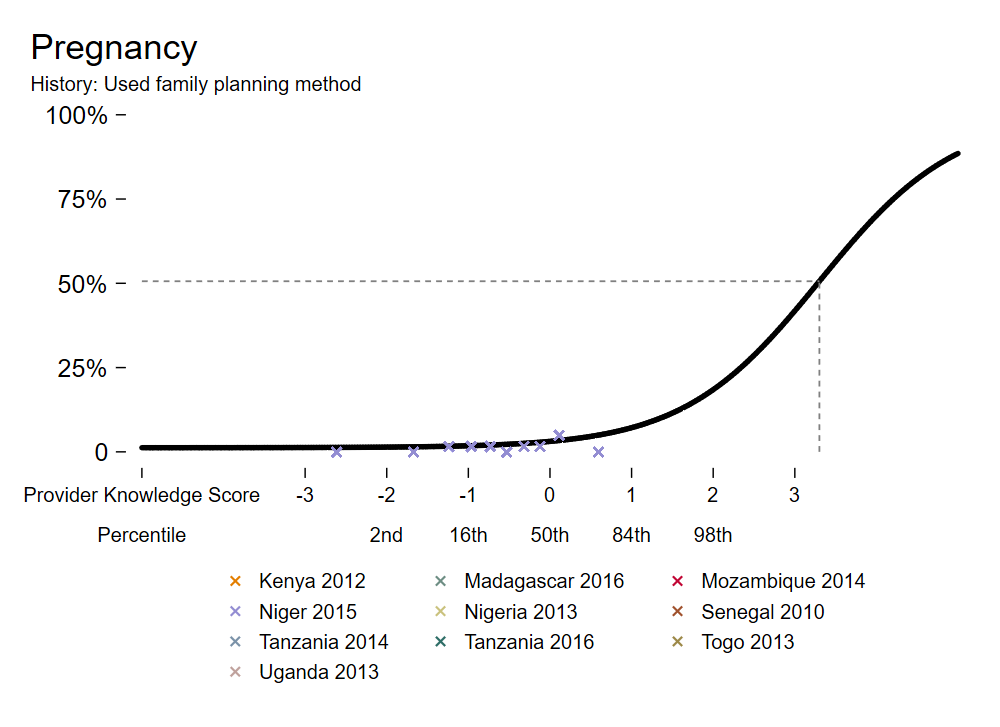 Pregnancy
History: Used family planning method
100%
75%
50%
25%
0
Provider Knowledge Score -3 -2 -1 0 1 2 3
Percentile 2nd 16th 50th 84th 98th
Kenya 2012 Madagascar 2016 Mozambique 2014
Niger 2015 Nigeria 2013 Senegal 2010
Tanzania 2014 Tanzania 2016 Togo 2013
Uganda 2013